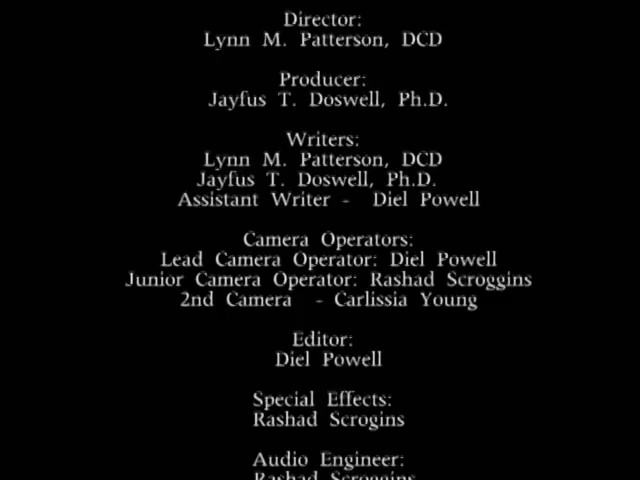 Director:
Lynn M. Patterson, DCD
Producer:
Jayfus T. Doswell, Ph.D.
Writers:
Lynn M. Patterson, DCD
Jayfus T. Doswell, Ph.D.
Assistant Writer - Diel Powell
Camera Operators:
Lead Camera Operator: Diel Powell
Junior Camera Operator: Rashad Scroggins
2nd Camera - Carlissia Young
Editor:
Diel Powell
Special Effects:
Rashad Scrogins
Audio Engineer:
Rashad Scroggins